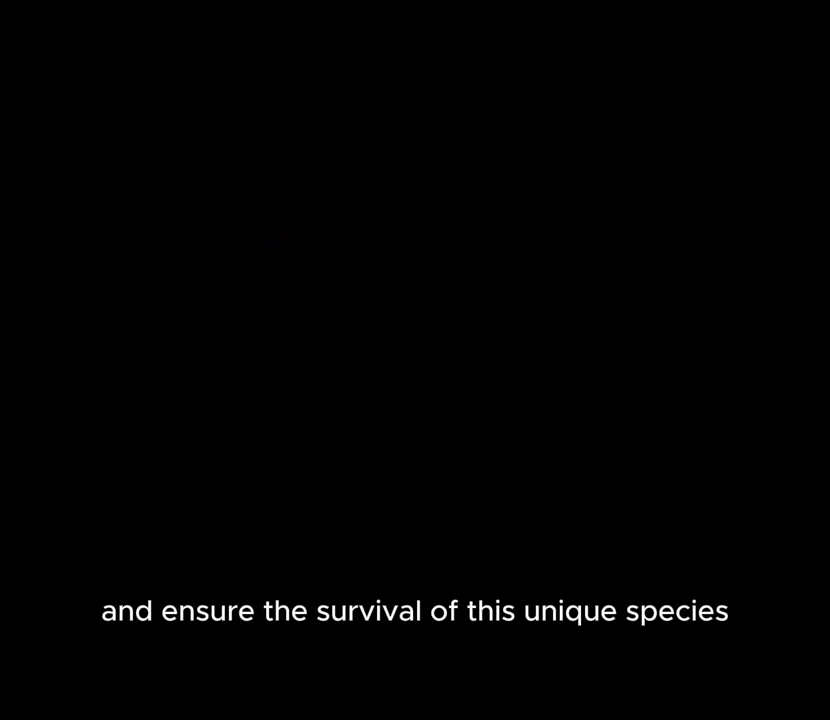 and ensure the survival of this unique species